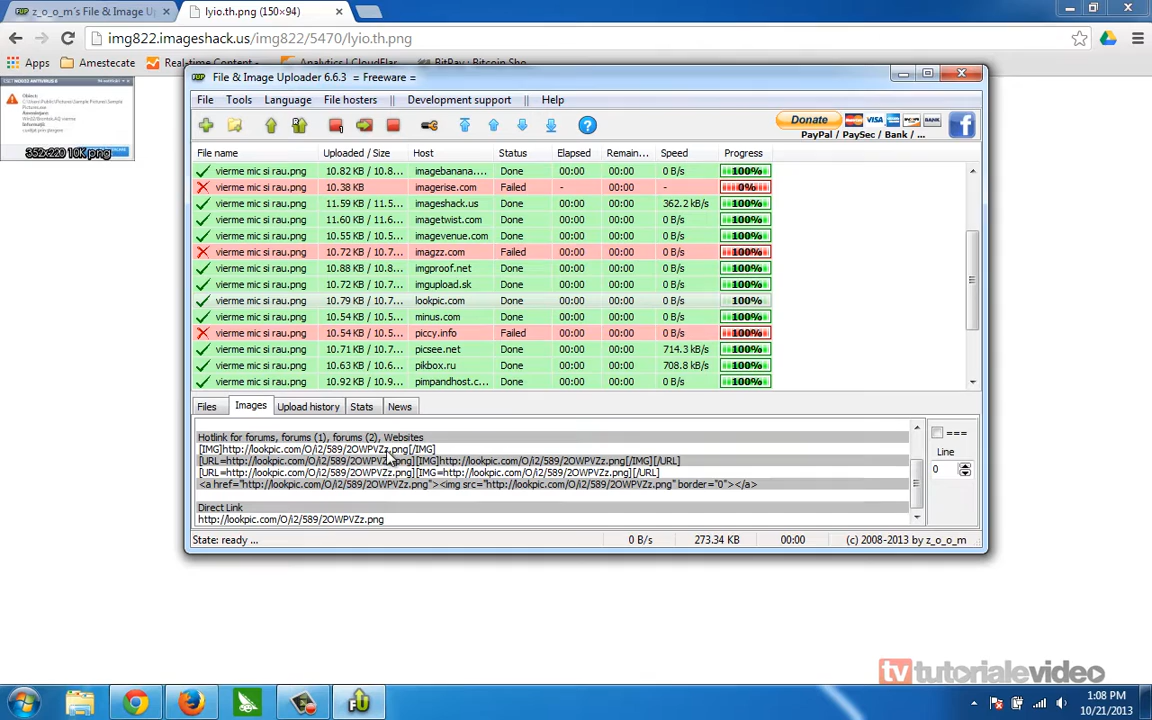 z_o_o_m's File & Image U
lyio.th.png (150×94)
img822.imageshack.us/img822/5470/lyio.th.png
Apps
Amestecate
Real-time Content
Analytics | CloudFlar
BitPay : Bitcoin Sho
352x220 10K png
File & Image Uploader 6.6.3 = Freeware =
File Tools Language File hosters || Development support || Help
Donate
PayPal / PaySec / Bank / ...
File name Uploaded / Size Host Status Elapsed Remain... Speed Progress
vierme mic si rau.png 10.82 KB / 10.8... imagebanana.... Done 00:00 00:00 0 B/s 100%
vierme mic si rau.png 10.38 KB imagerise.com Failed - - 0%
vierme mic si rau.png 11.59 KB / 11.5... imageshack.us Done 00:00 00:00 362.2 kB/s 100%
vierme mic si rau.png 11.60 KB / 11.6... imagetwist.com Done 00:00 00:00 0 B/s 100%
vierme mic si rau.png 10.55 KB / 10.5... imagevenue.com Done 00:00 00:00 0 B/s 100%
vierme mic si rau.png 10.72 KB / 10.7... imagzz.com Failed 00:00 00:00 0 B/s 100%
vierme mic si rau.png 10.88 KB / 10.8... imgproof.net Done 00:00 00:00 0 B/s 100%
vierme mic si rau.png 10.72 KB / 10.7... imgupload.sk Done 00:00 00:00 0 B/s 100%
vierme mic si rau.png 10.79 KB / 10.7... lookpic.com Done 00:00 00:00 0 B/s 100%
vierme mic si rau.png 10.54 KB / 10.5... minus.com Done 00:00 00:00 0 B/s 100%
vierme mic si rau.png 10.54 KB / 10.5... piccy.info Failed 00:00 00:00 0 B/s 100%
vierme mic si rau.png 10.71 KB / 10.7... picsee.net Done 00:00 00:00 714.3 kB/s 100%
vierme mic si rau.png 10.63 KB / 10.6... pikbox.ru Done 00:00 00:00 708.8 kB/s 100%
vierme mic si rau.png 10.92 KB / 10.9... pimpandhost.c... Done 00:00 00:00 0 B/s 100%
Files Images Upload history Stats News
Hotlink for forums, forums (1), forums (2), Websites
[IMG]http://lookpic.com/O/i2/589/2OWPVZz.png[/IMG]
[URL=http://lookpic.com/O/i2/589/2OWPVZz.png][IMG]http://lookpic.com/O/i2/589/2OWPVZz.png[/IMG][/URL]
[URL=http://lookpic.com/O/i2/589/2OWPVZz.png][IMG=http://lookpic.com/O/i2/589/2OWPVZz.png][/URL]
<a href="http://lookpic.com/O/i2/589/2OWPVZz.png"><img src="http://lookpic.com/O/i2/589/2OWPVZz.png" border="0"></a>
Direct Link
http://lookpic.com/O/i2/589/2OWPVZz.png
===
Line
0
State: ready ... 0 B/s 273.34 KB 00:00 (c) 2008-2013 by z_o_o_m
tv tutorialevideo
1:08 PM
10/21/2013